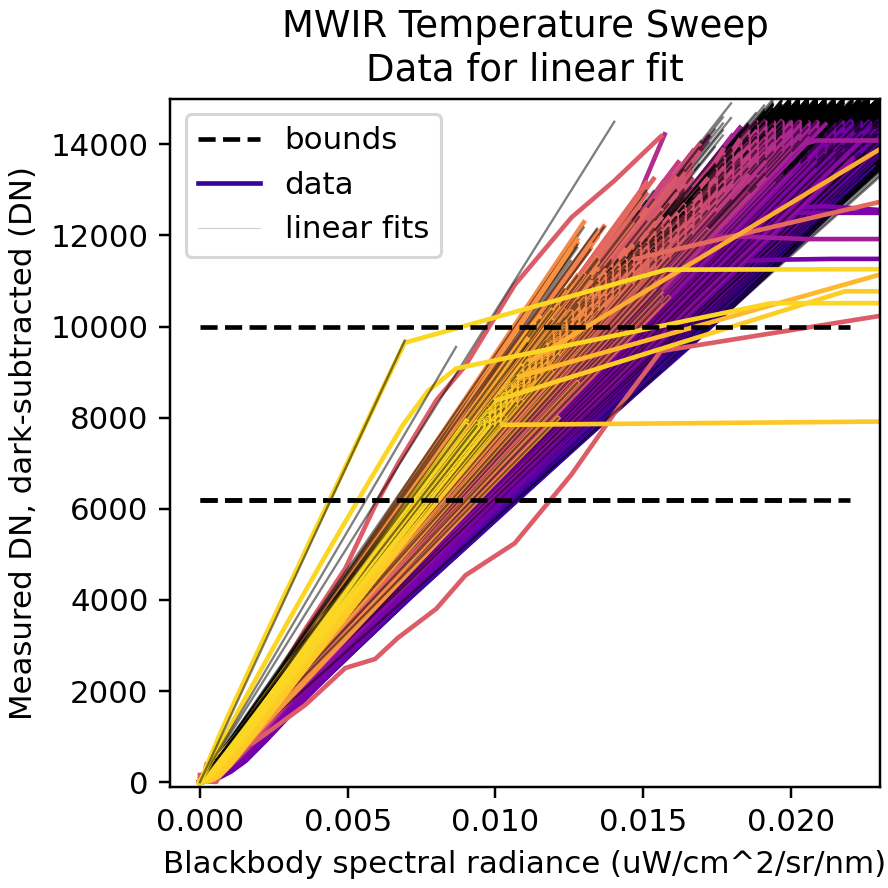 MWIR Temperature Sweep
Data for linear fit
bounds
data
linear fits
Measured DN, dark-subtracted (DN)
14000
12000
10000
8000
6000
4000
2000
0
0.000
0.005
0.010
0.015
0.020
Blackbody spectral radiance (uW/cm^2/sr/nm)